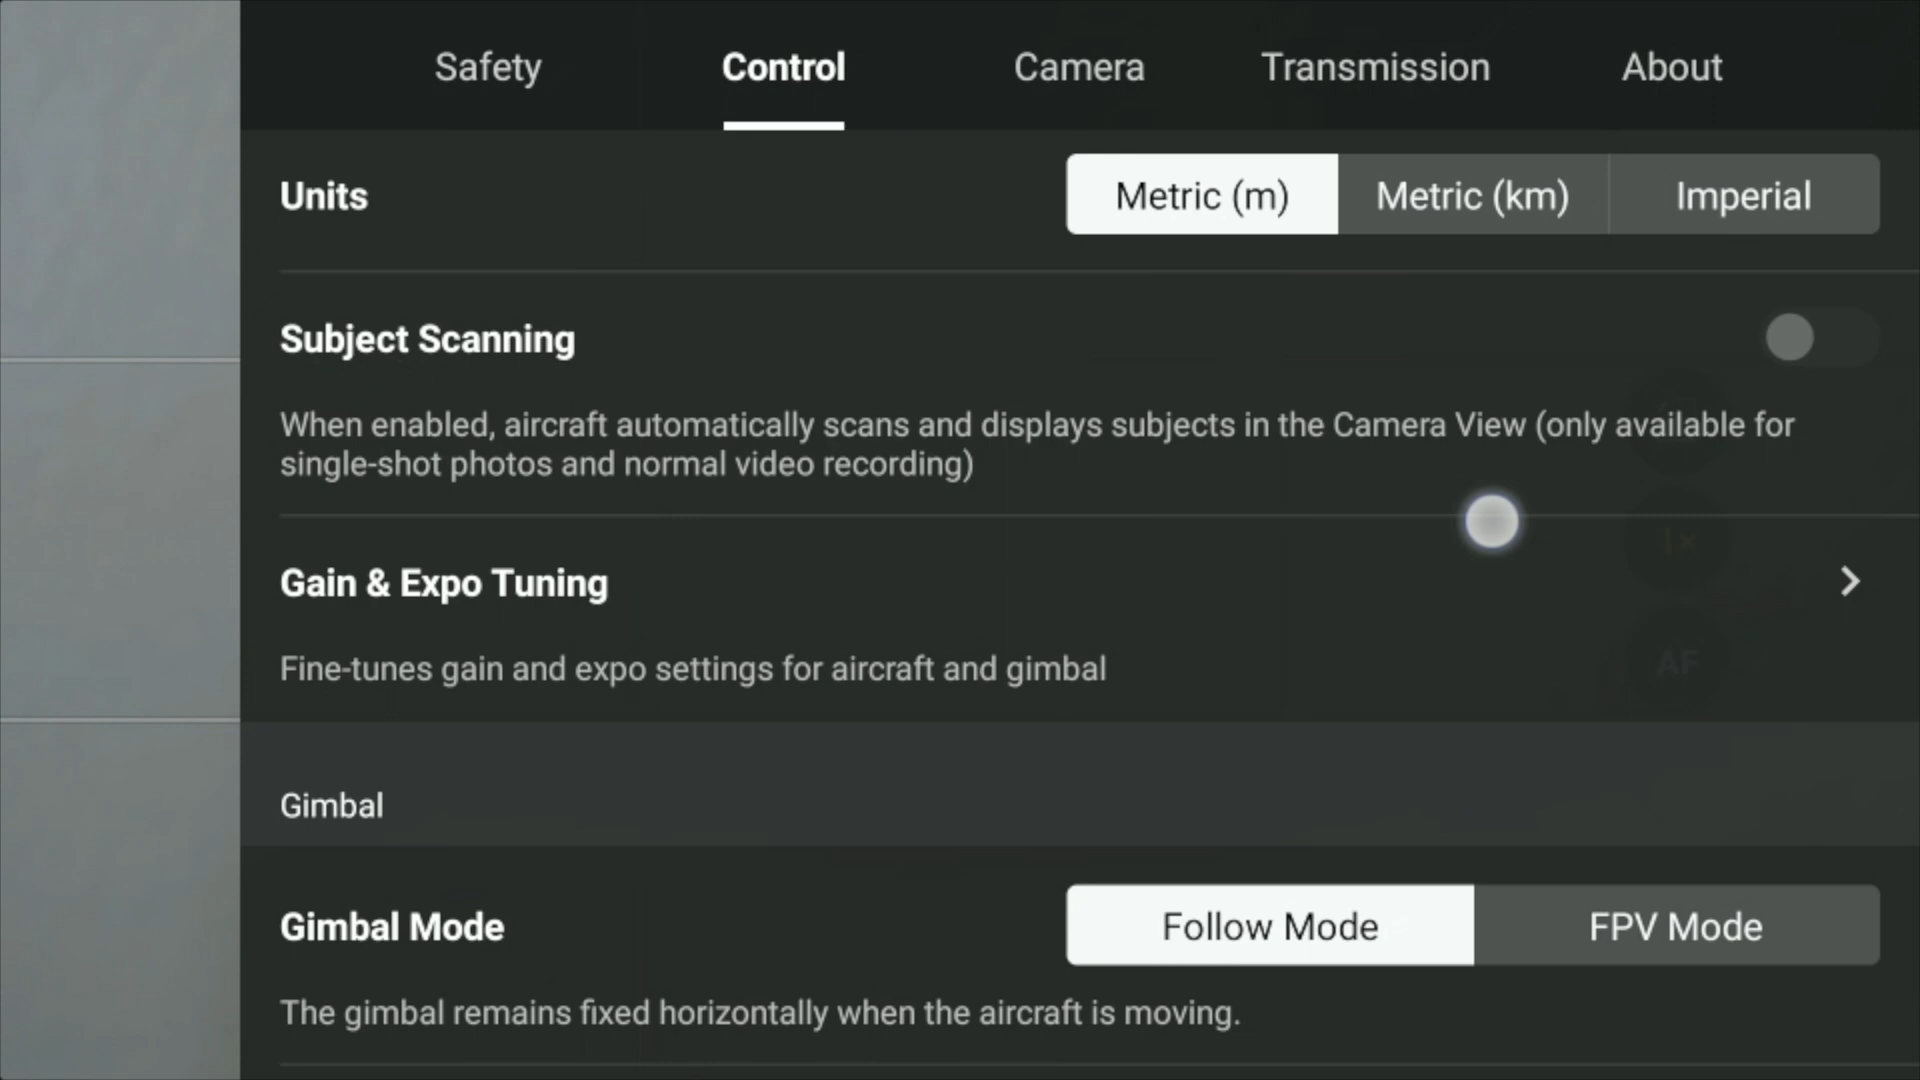 Safety Control Camera Transmission About
Units Metric (m) Metric (km) Imperial
Subject Scanning
When enabled, aircraft automatically scans and displays subjects in the Camera View (only available for
single-shot photos and normal video recording)
1×
Gain & Expo Tuning
AF
Fine-tunes gain and expo settings for aircraft and gimbal
Gimbal
Gimbal Mode Follow Mode FPV Mode
The gimbal remains fixed horizontally when the aircraft is moving.